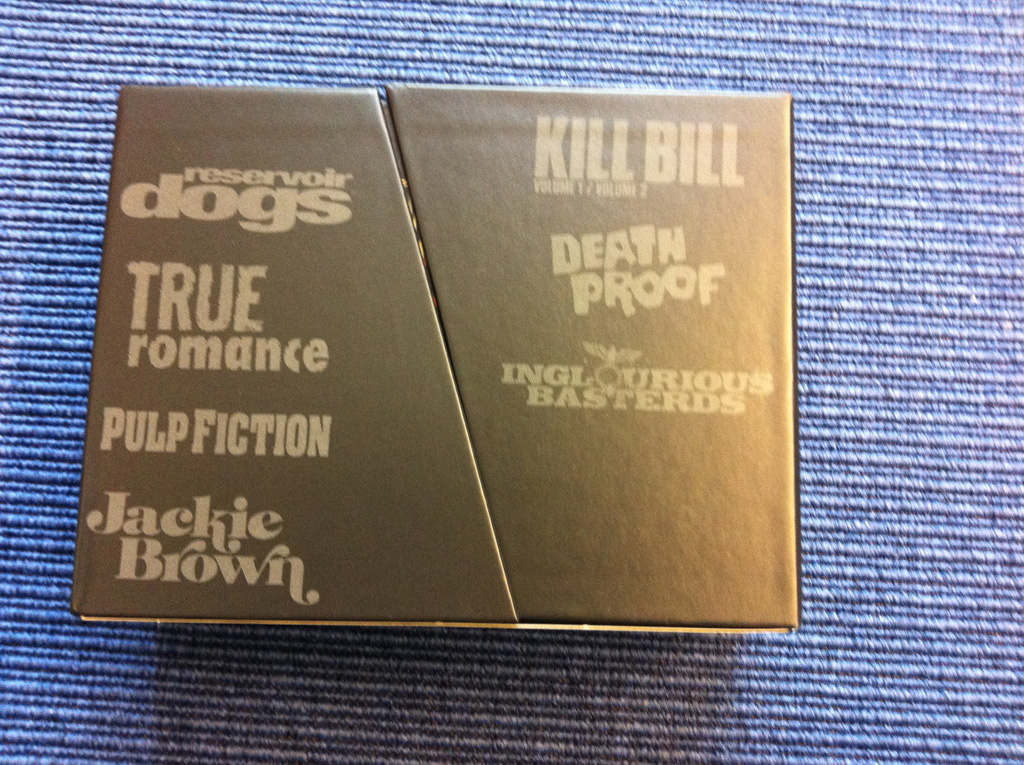 reservoir
dogs
TRUE
romance
PULP FICTION
Jackie
Brown
KILL BILL
VOLUME 1 / VOLUME 2
DEATH
PROOF
INGLOURIOUS
BASTERDS